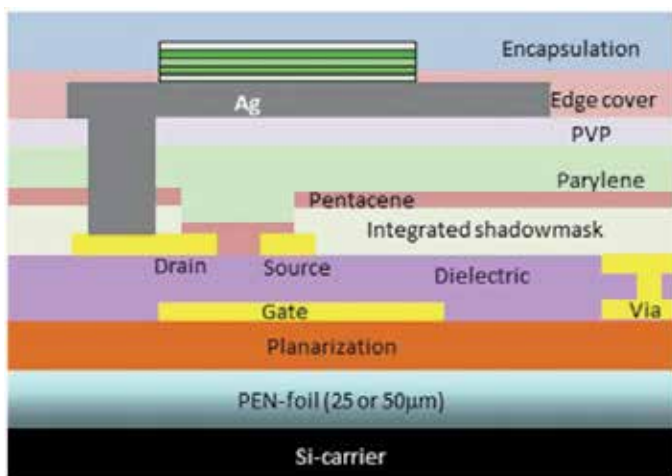 Encapsulation
Ag
Edge cover
PVP
Parylene
Pentacene
Integrated shadowmask
Drain
Source
Dielectric
Gate
Via
Planarization
PEN-foil (25 or 50µm)
Si-carrier